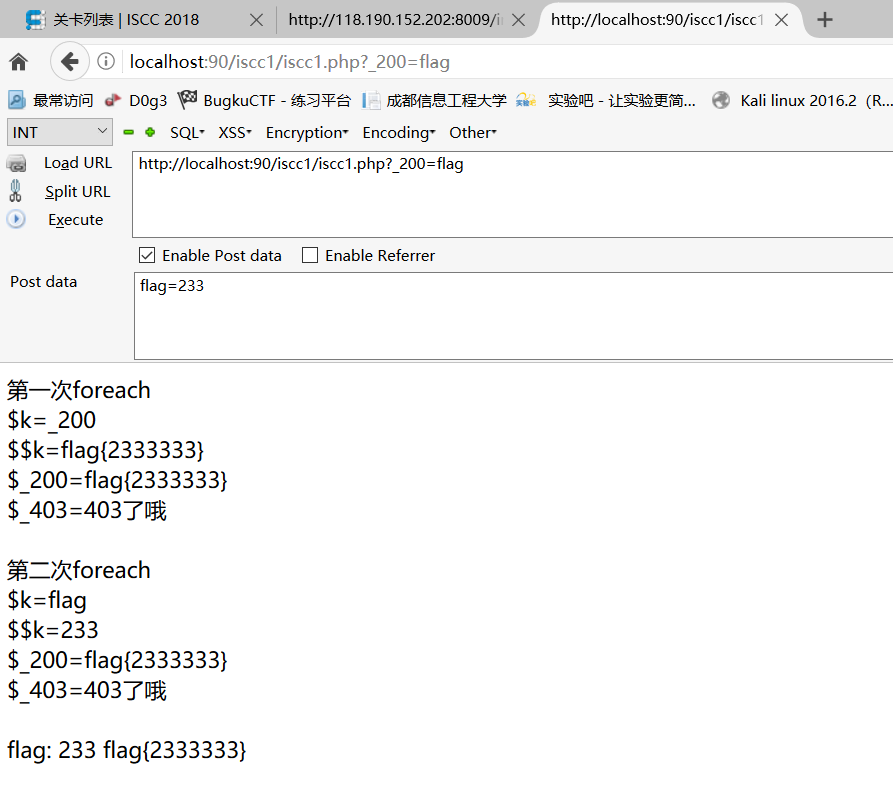 关卡列表 | ISCC 2018
http://118.190.152.202:8009/i
http://localhost:90/iscc1/iscc1
localhost:90/iscc1/iscc1.php?_200=flag
最常访问 D0g3 BugkuCTF - 练习平台 成都信息工程大学 实验吧 - 让实验更简... Kali linux 2016.2（R...
INT SQL XSS Encryption Encoding Other
Load URL http://localhost:90/iscc1/iscc1.php?_200=flag
Split URL
Execute
Enable Post data Enable Referrer
Post data flag=233
第一次foreach
$k=_200
$$k=flag{2333333}
$_200=flag{2333333}
$_403=403了哦
第二次foreach
$k=flag
$$k=233
$_200=flag{2333333}
$_403=403了哦
flag: 233 flag{2333333}